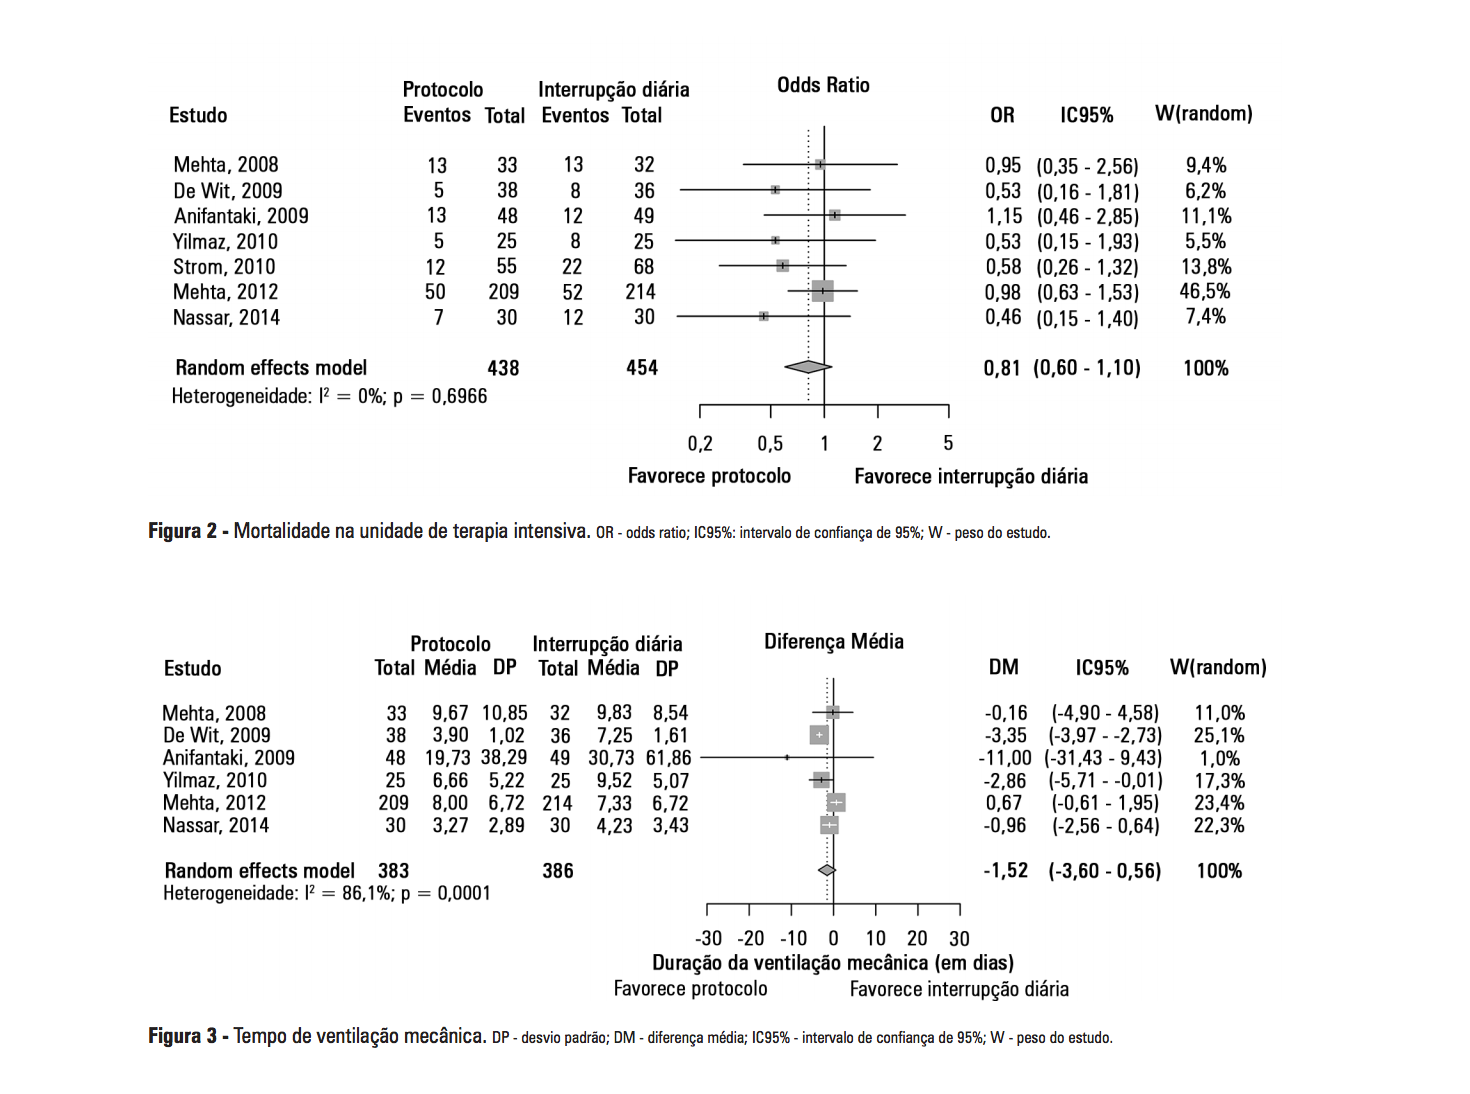 Protocolo Interrupção diária Odds Ratio
Estudo Eventos Total Eventos Total OR IC95% W(random)
Mehta, 2008 13 33 13 32 0,95 (0,35 - 2,56) 9,4%
De Wit, 2009 5 38 8 36 0,53 (0,16 - 1,81) 6,2%
Anifantaki, 2009 13 48 12 49 1,15 (0,46 - 2,85) 11,1%
Yilmaz, 2010 5 25 8 25 0,53 (0,15 - 1,93) 5,5%
Strom, 2010 12 55 22 68 0,58 (0,26 - 1,32) 13,8%
Mehta, 2012 50 209 52 214 0,98 (0,63 - 1,53) 46,5%
Nassar, 2014 7 30 12 30 0,46 (0,15 - 1,40) 7,4%
Random effects model 438 454 0,81 (0,60 - 1,10) 100%
Heterogeneidade: I² = 0%; p = 0,6966
0,2 0,5 1 2 5
Favorece protocolo Favorece interrupção diária
Figura 2 - Mortalidade na unidade de terapia intensiva. OR - odds ratio; IC95%: intervalo de confiança de 95%; W - peso do estudo.
Protocolo Interrupção diária Diferença Média
Estudo Total Média DP Total Média DP DM IC95% W(random)
Mehta, 2008 33 9,67 10,85 32 9,83 8,54 -0,16 (-4,90 - 4,58) 11,0%
De Wit, 2009 38 3,90 1,02 36 7,25 1,61 -3,35 (-3,97 - -2,73) 25,1%
Anifantaki, 2009 48 19,73 38,29 49 30,73 61,86 -11,00 (-31,43 - 9,43) 1,0%
Yilmaz, 2010 25 6,66 5,22 25 9,52 5,07 -2,86 (-5,71 - -0,01) 17,3%
Mehta, 2012 209 8,00 6,72 214 7,33 6,72 0,67 (-0,61 - 1,95) 23,4%
Nassar, 2014 30 3,27 2,89 30 4,23 3,43 -0,96 (-2,56 - 0,64) 22,3%
Random effects model 383 386 -1,52 (-3,60 - 0,56) 100%
Heterogeneidade: I² = 86,1%; p = 0,0001
-30 -20 -10 0 10 20 30
Duração da ventilação mecânica (em dias)
Favorece protocolo Favorece interrupção diária
Figura 3 - Tempo de ventilação mecânica. DP - desvio padrão; DM - diferença média; IC95% - intervalo de confiança de 95%; W - peso do estudo.